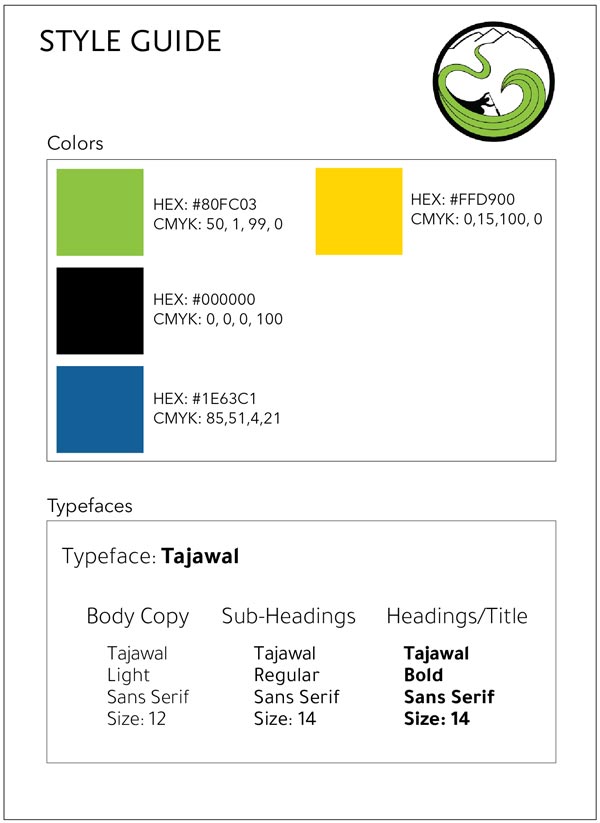 STYLE GUIDE
Colors
HEX: #80FC03
CMYK: 50, 1, 99, 0
HEX: #FFD900
CMYK: 0,15,100, 0
HEX: #000000
CMYK: 0, 0, 0, 100
HEX: #1E63C1
CMYK: 85,51,4,21
Typefaces
Typeface: Tajawal
Body Copy
Tajawal
Light
Sans Serif
Size: 12
Sub-Headings
Tajawal
Regular
Sans Serif
Size: 14
Headings/Title
Tajawal
Bold
Sans Serif
Size: 14